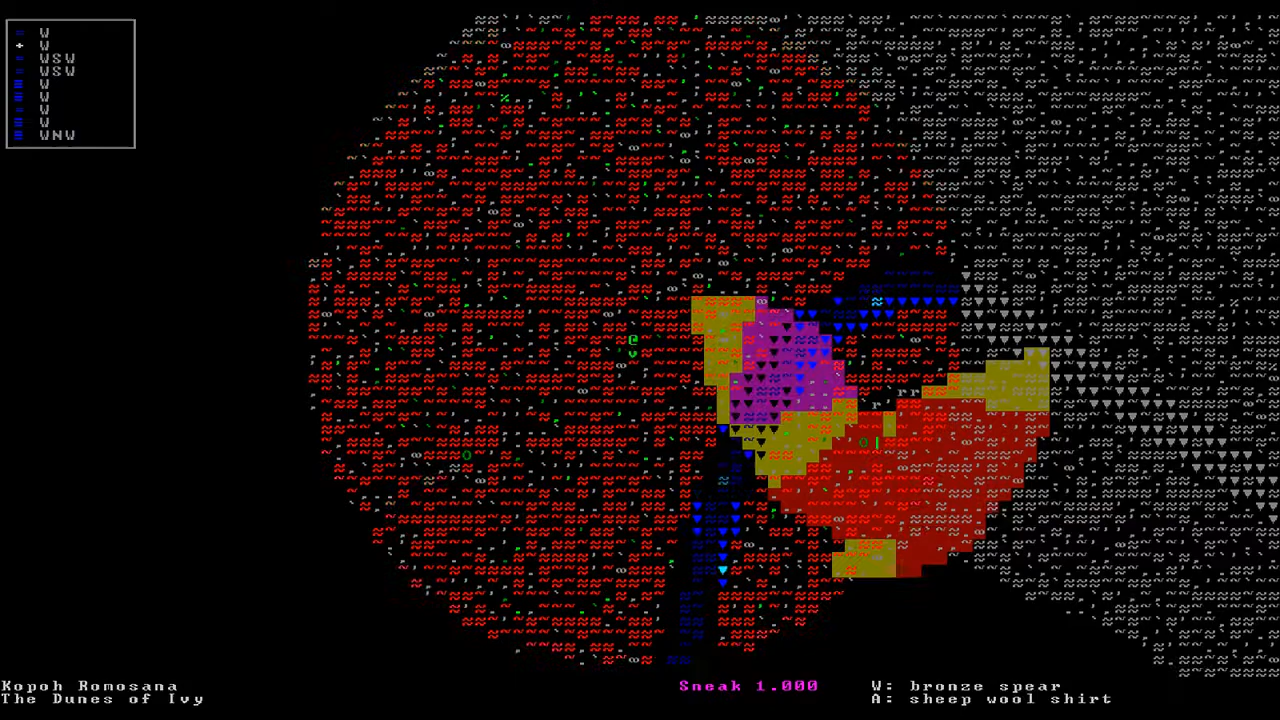 = W
+ W
= WSW
= WSW
≡ W
≡ W
= W
≡ W
≡ WNW
Kopoh Romosana
The Dunes of Ivy
Sneak 1.000
W: bronze spear
A: sheep wool shirt